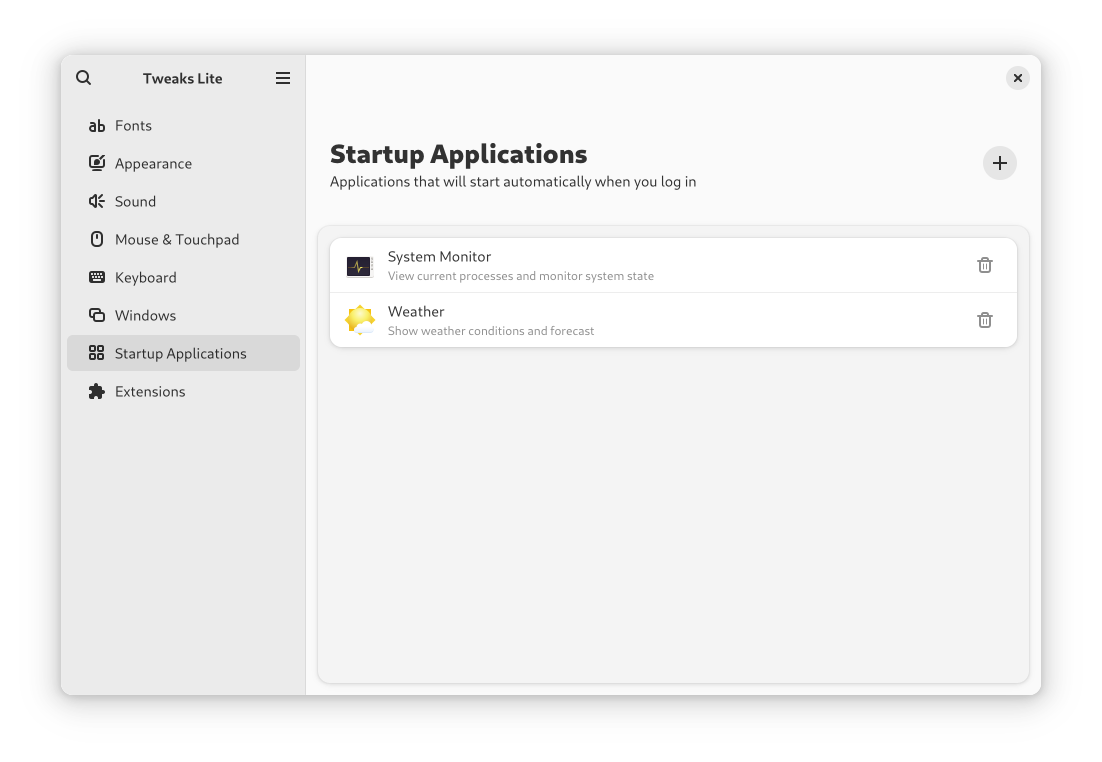 Tweaks Lite
Fonts
Appearance
Sound
Mouse & Touchpad
Keyboard
Windows
Startup Applications
Extensions
Startup Applications
Applications that will start automatically when you log in
System Monitor
View current processes and monitor system state
Weather
Show weather conditions and forecast